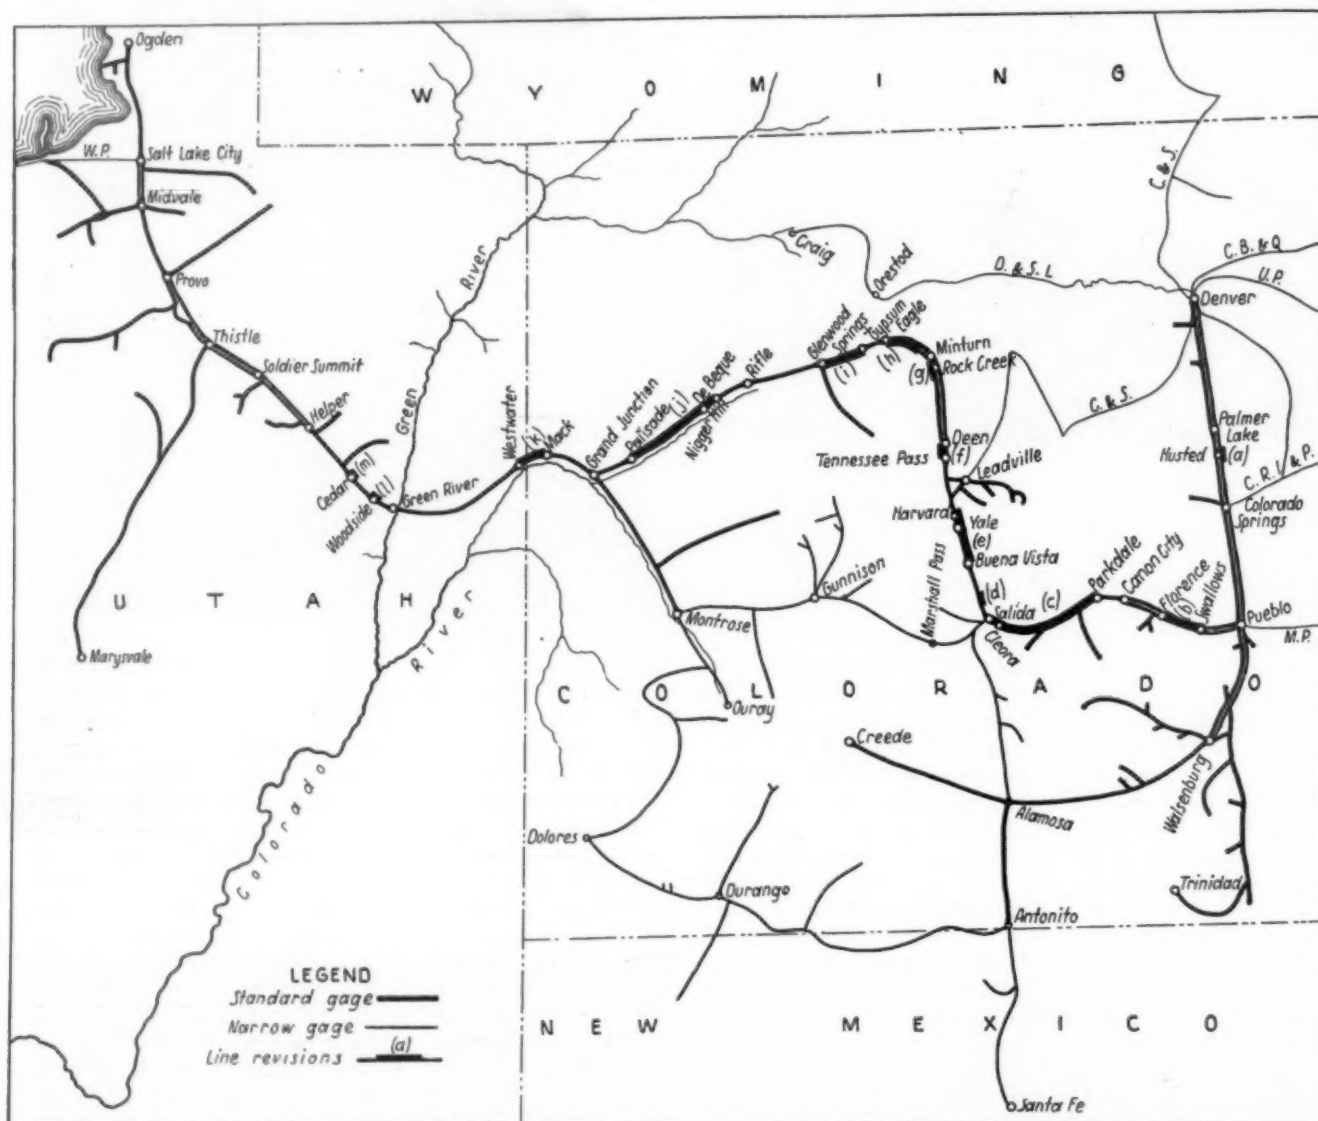 Ogden
W Y O M I N G
W.P.
Salt Lake City
Midvale
C. & S.
Craig
Orestod
D. & S. L
C. B. & Q
U.P.
Denver
Provo
Thistle
Soldier Summit
Helper
Green River
Glenwood Springs
(i)
Gypsum
Eagle
(h)
Minturn
(g)
Rock Creek
Rifle
De Beque
(j)
Nigger Hill
Palisade
Grand Junction
Mack
(k)
Westwater
Green River
(m)
Cedar
(l)
Woodside
C. & S.
Palmer Lake
Husted
(a)
C. R. I. & P.
Colorado Springs
Deen
(f)
Tennessee Pass
Leadville
Harvard
Yale
(e)
Buena Vista
Marshall Pass
(d)
Salida
(c)
Cleora
Parkdale
Canon City
Florence
(b)
Swallows
Pueblo
M.P.
Gunnison
Montrose
U T A H
Marysvale
C O L O R A D O
Ouray
Creede
Walsenburg
Alamosa
Colorado River
Dolores
Durango
Trinidad
Antonito
LEGEND
Standard gage
Narrow gage
(a)
Line revisions
N E W M E X I C O
Santa Fe